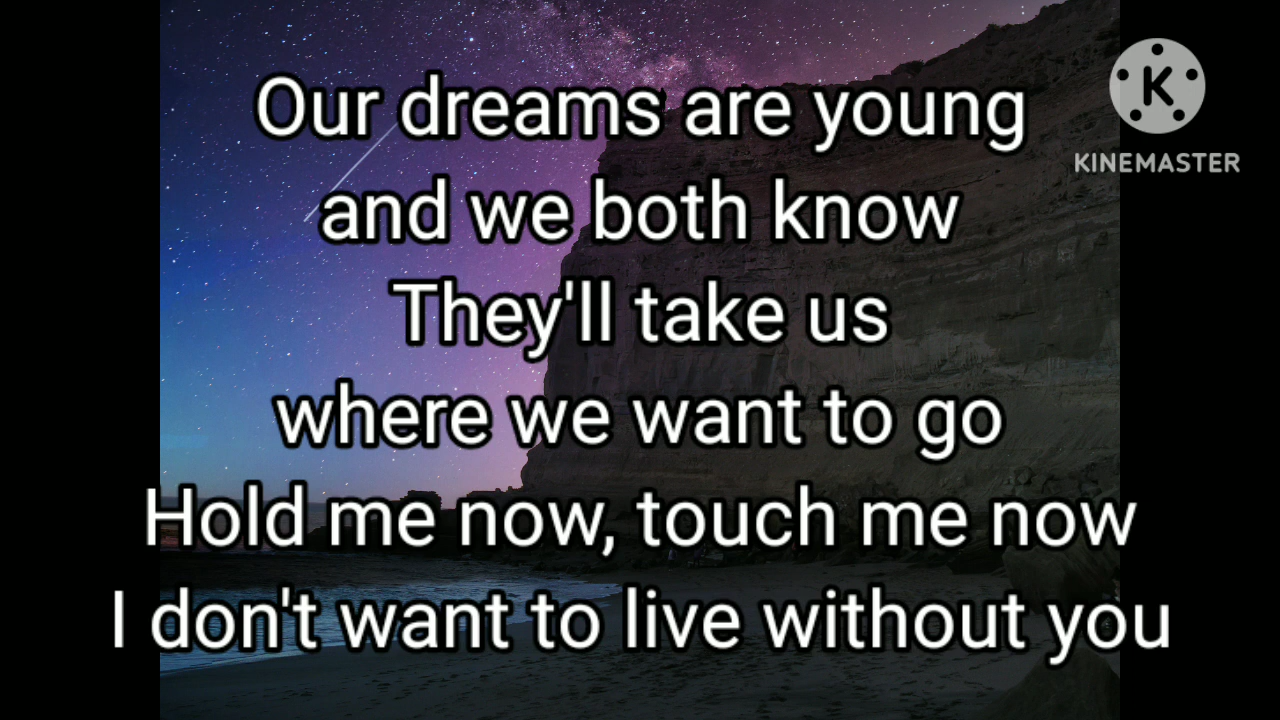 Our dreams are young
and we both know
They'll take us
where we want to go
Hold me now, touch me now
I don't want to live without you
K
KINEMASTER